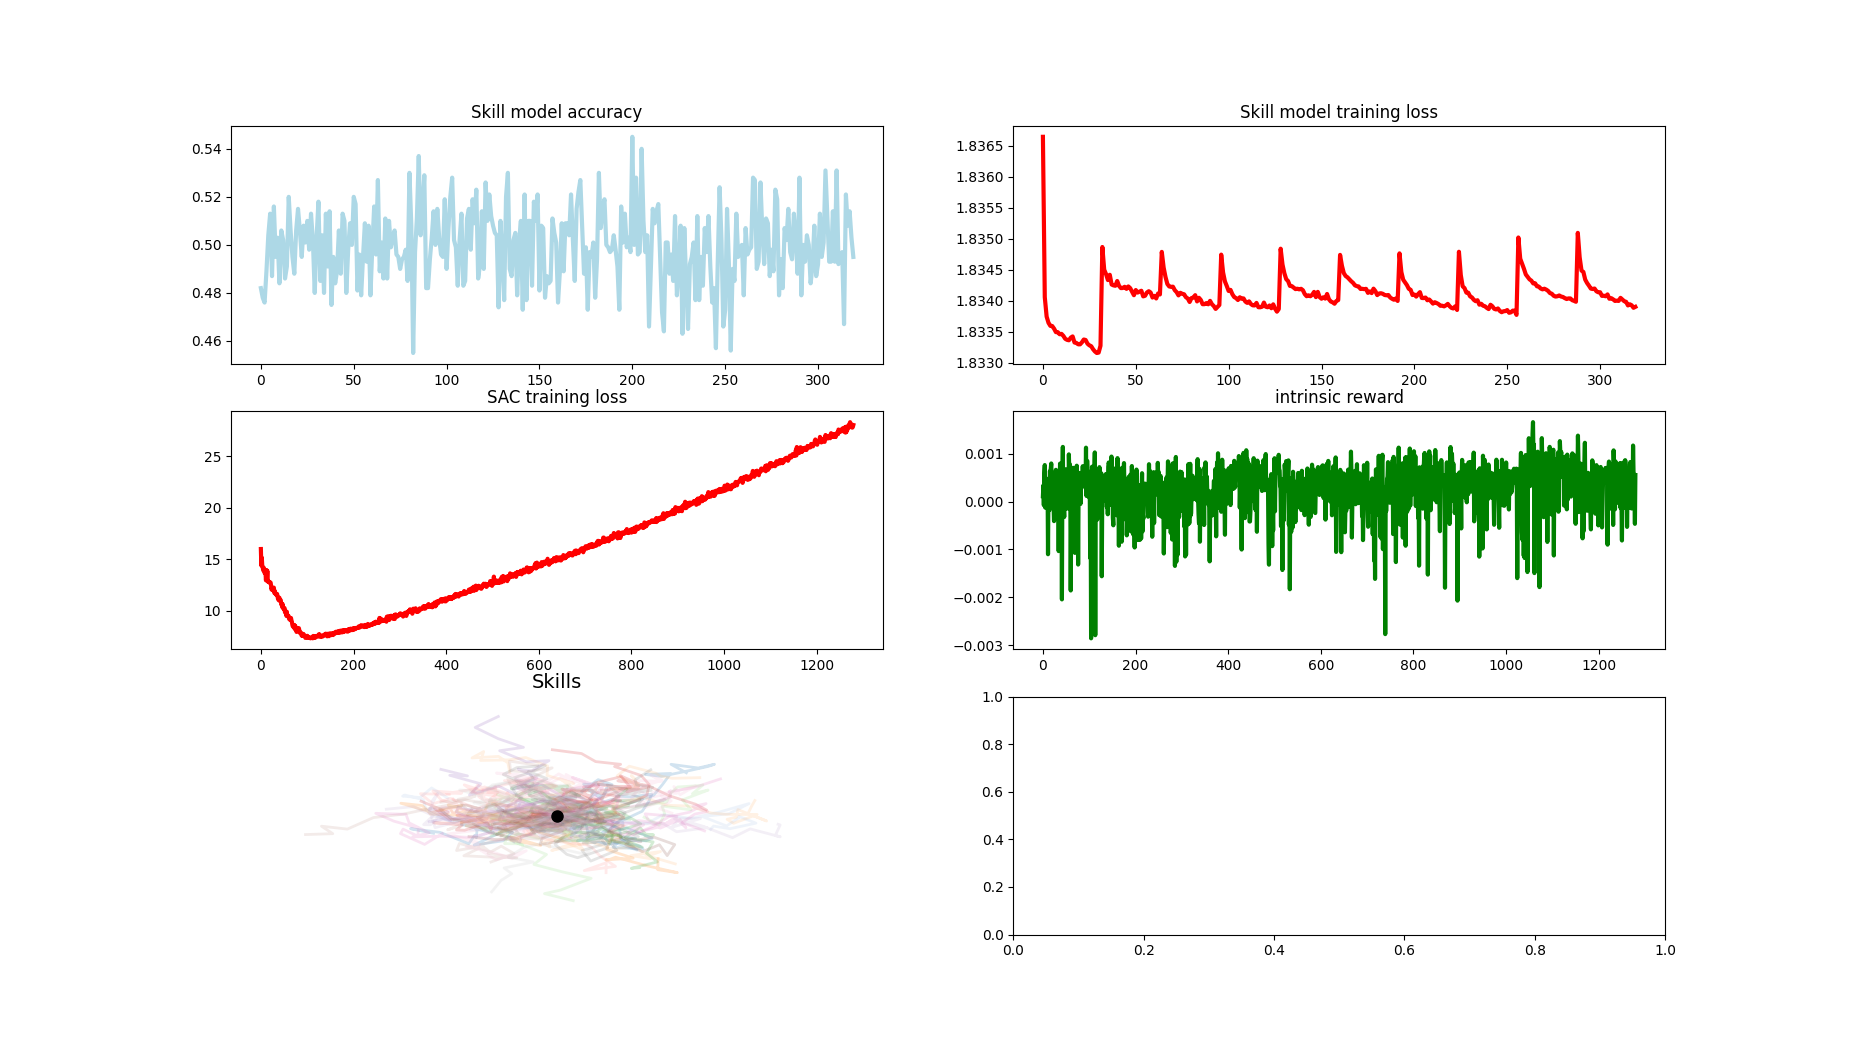 Skill model accuracy
0.54
0.52
0.50
0.48
0.46
0 50 100 150 200 250 300
Skill model training loss
1.8365
1.8360
1.8355
1.8350
1.8345
1.8340
1.8335
1.8330
0 50 100 150 200 250 300
SAC training loss
25
20
15
10
0 200 400 600 800 1000 1200
intrinsic reward
0.001
0.000
−0.001
−0.002
−0.003
0 200 400 600 800 1000 1200
Skills
1.0
0.8
0.6
0.4
0.2
0.0
0.0 0.2 0.4 0.6 0.8 1.0